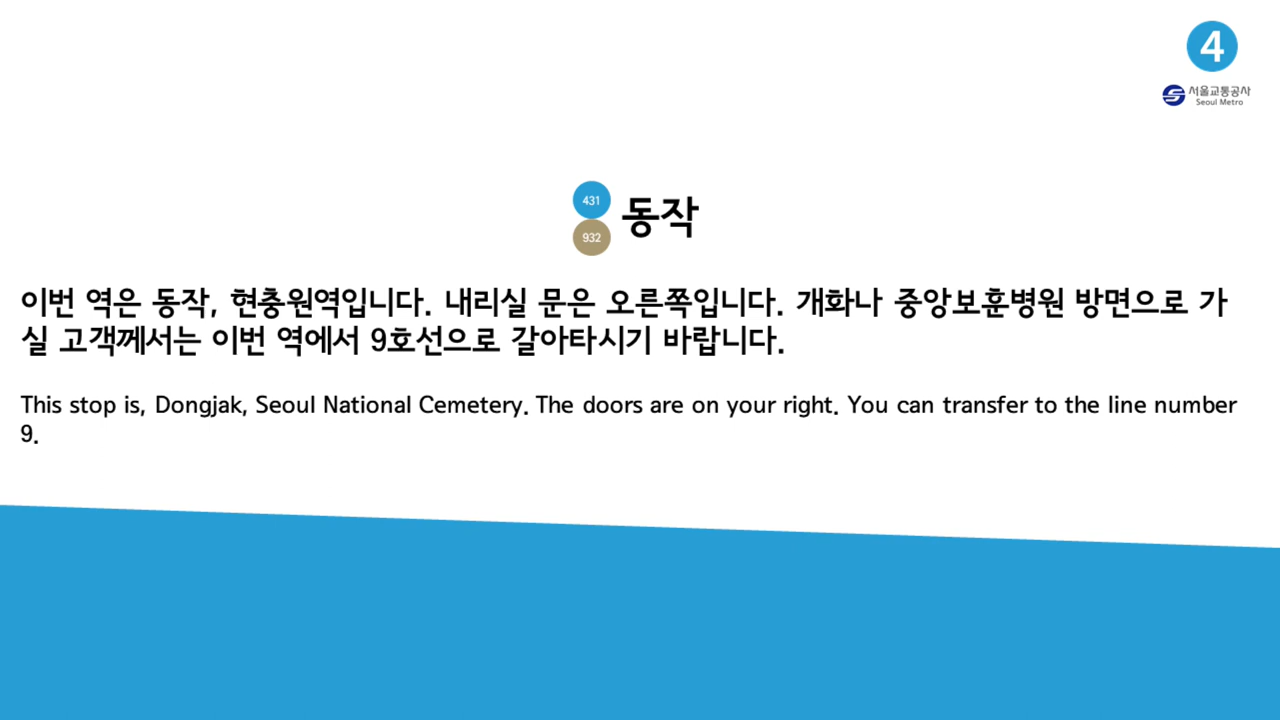 4
서울교통공사
Seoul Metro
431
932
동작
이번 역은 동작, 현충원역입니다. 내리실 문은 오른쪽입니다. 개화나 중앙보훈병원 방면으로 가
실 고객께서는 이번 역에서 9호선으로 갈아타시기 바랍니다.
This stop is, Dongjak, Seoul National Cemetery. The doors are on your right. You can transfer to the line number
9.